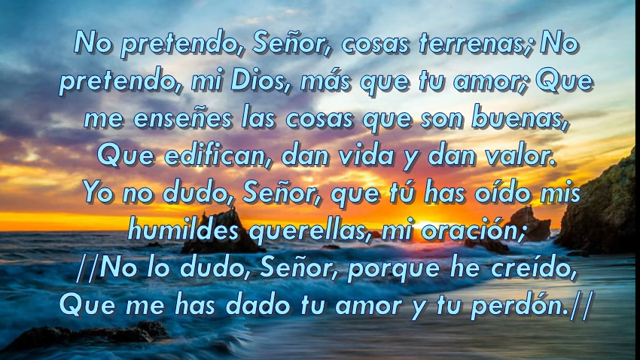 No pretendo, Señor, cosas terrenas; No
pretendo, mi Dios, más que tu amor; Que
me enseñes las cosas que son buenas,
Que edifican, dan vida y dan valor.
Yo no dudo, Señor, que tú has oído mis
humildes querellas, mi oración;
//No lo dudo, Señor, porque he creído,
Que me has dado tu amor y tu perdón.//